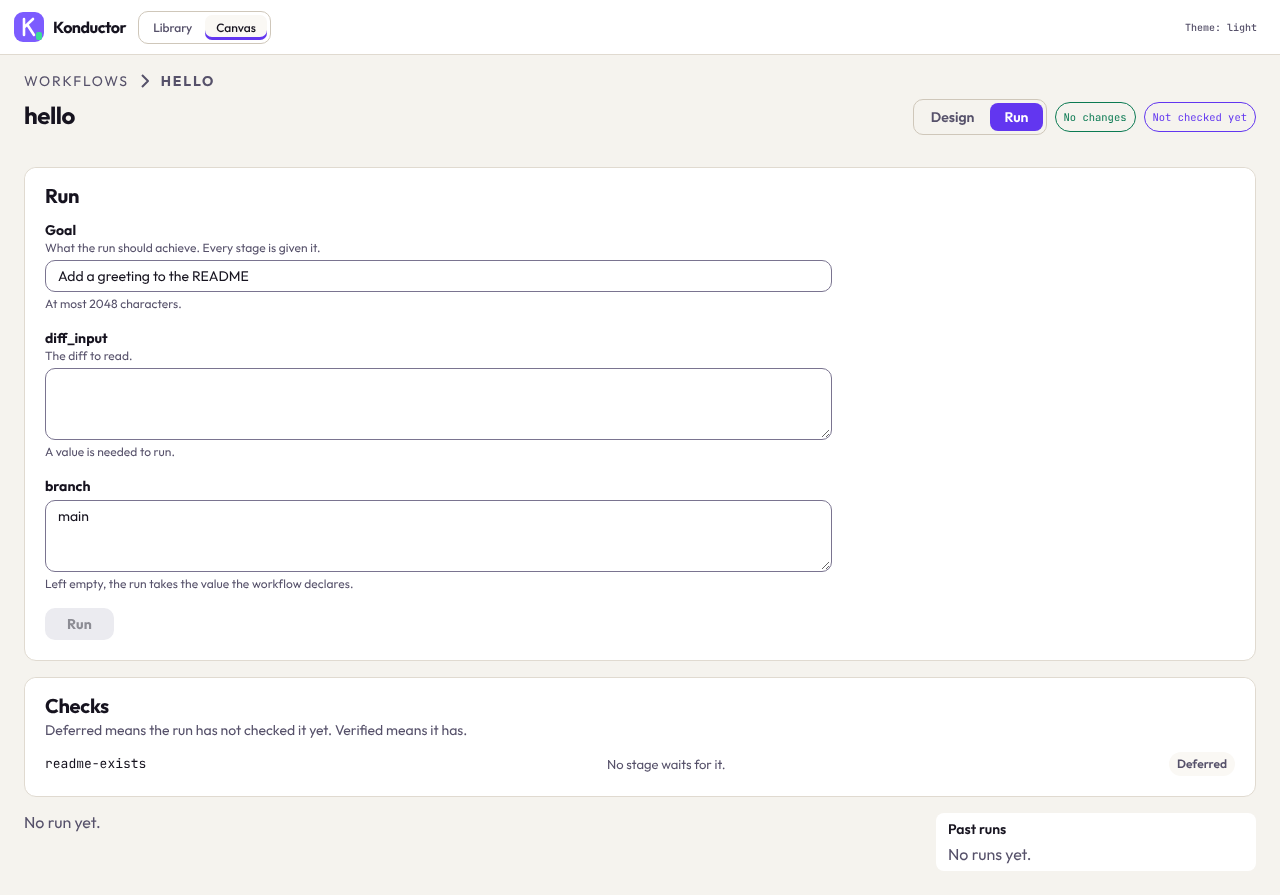 Konductor
Library
Canvas
Theme: light
WORKFLOWS > HELLO
hello
Design
Run
No changes
Not checked yet
Run
Goal
What the run should achieve. Every stage is given it.
Add a greeting to the README
At most 2048 characters.
diff_input
The diff to read.
A value is needed to run.
branch
main
Left empty, the run takes the value the workflow declares.
Run
Checks
Deferred means the run has not checked it yet. Verified means it has.
readme-exists
No stage waits for it.
Deferred
No run yet.
Past runs
No runs yet.